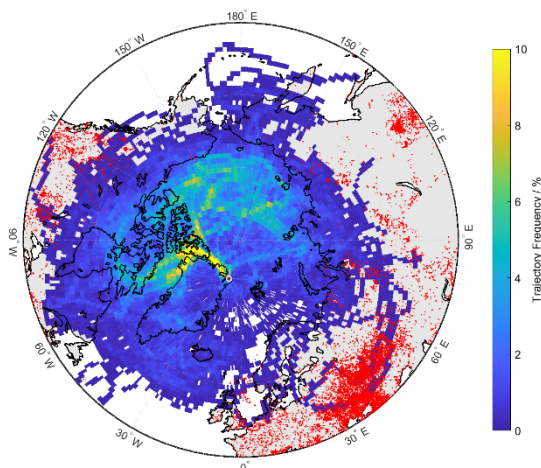 180° E
150° W
150° E
120° W
120° E
90° W
90° E
60° W
60° E
30° W
30° E
0° E
10
8
6
4
2
0
Trajectory Frequency / %